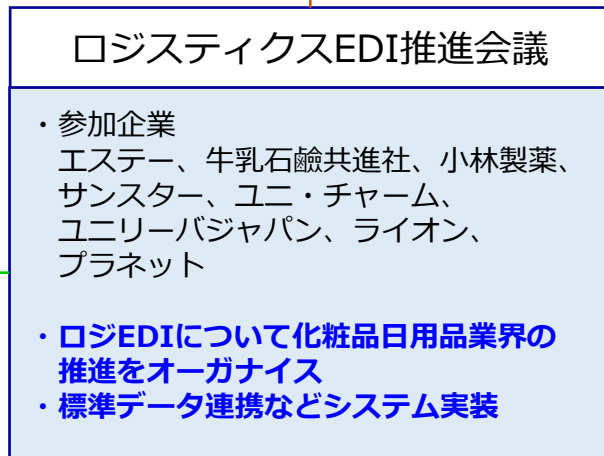 ロジスティクスEDI推進会議
・参加企業
エステー、牛乳石鹼共進社、小林製薬、
サンスター、ユニ・チャーム、
ユニリーバジャパン、ライオン、
プラネット
・ロジEDIについて化粧品日用品業界の
推進をオーガナイス
・標準データ連携などシステム実装